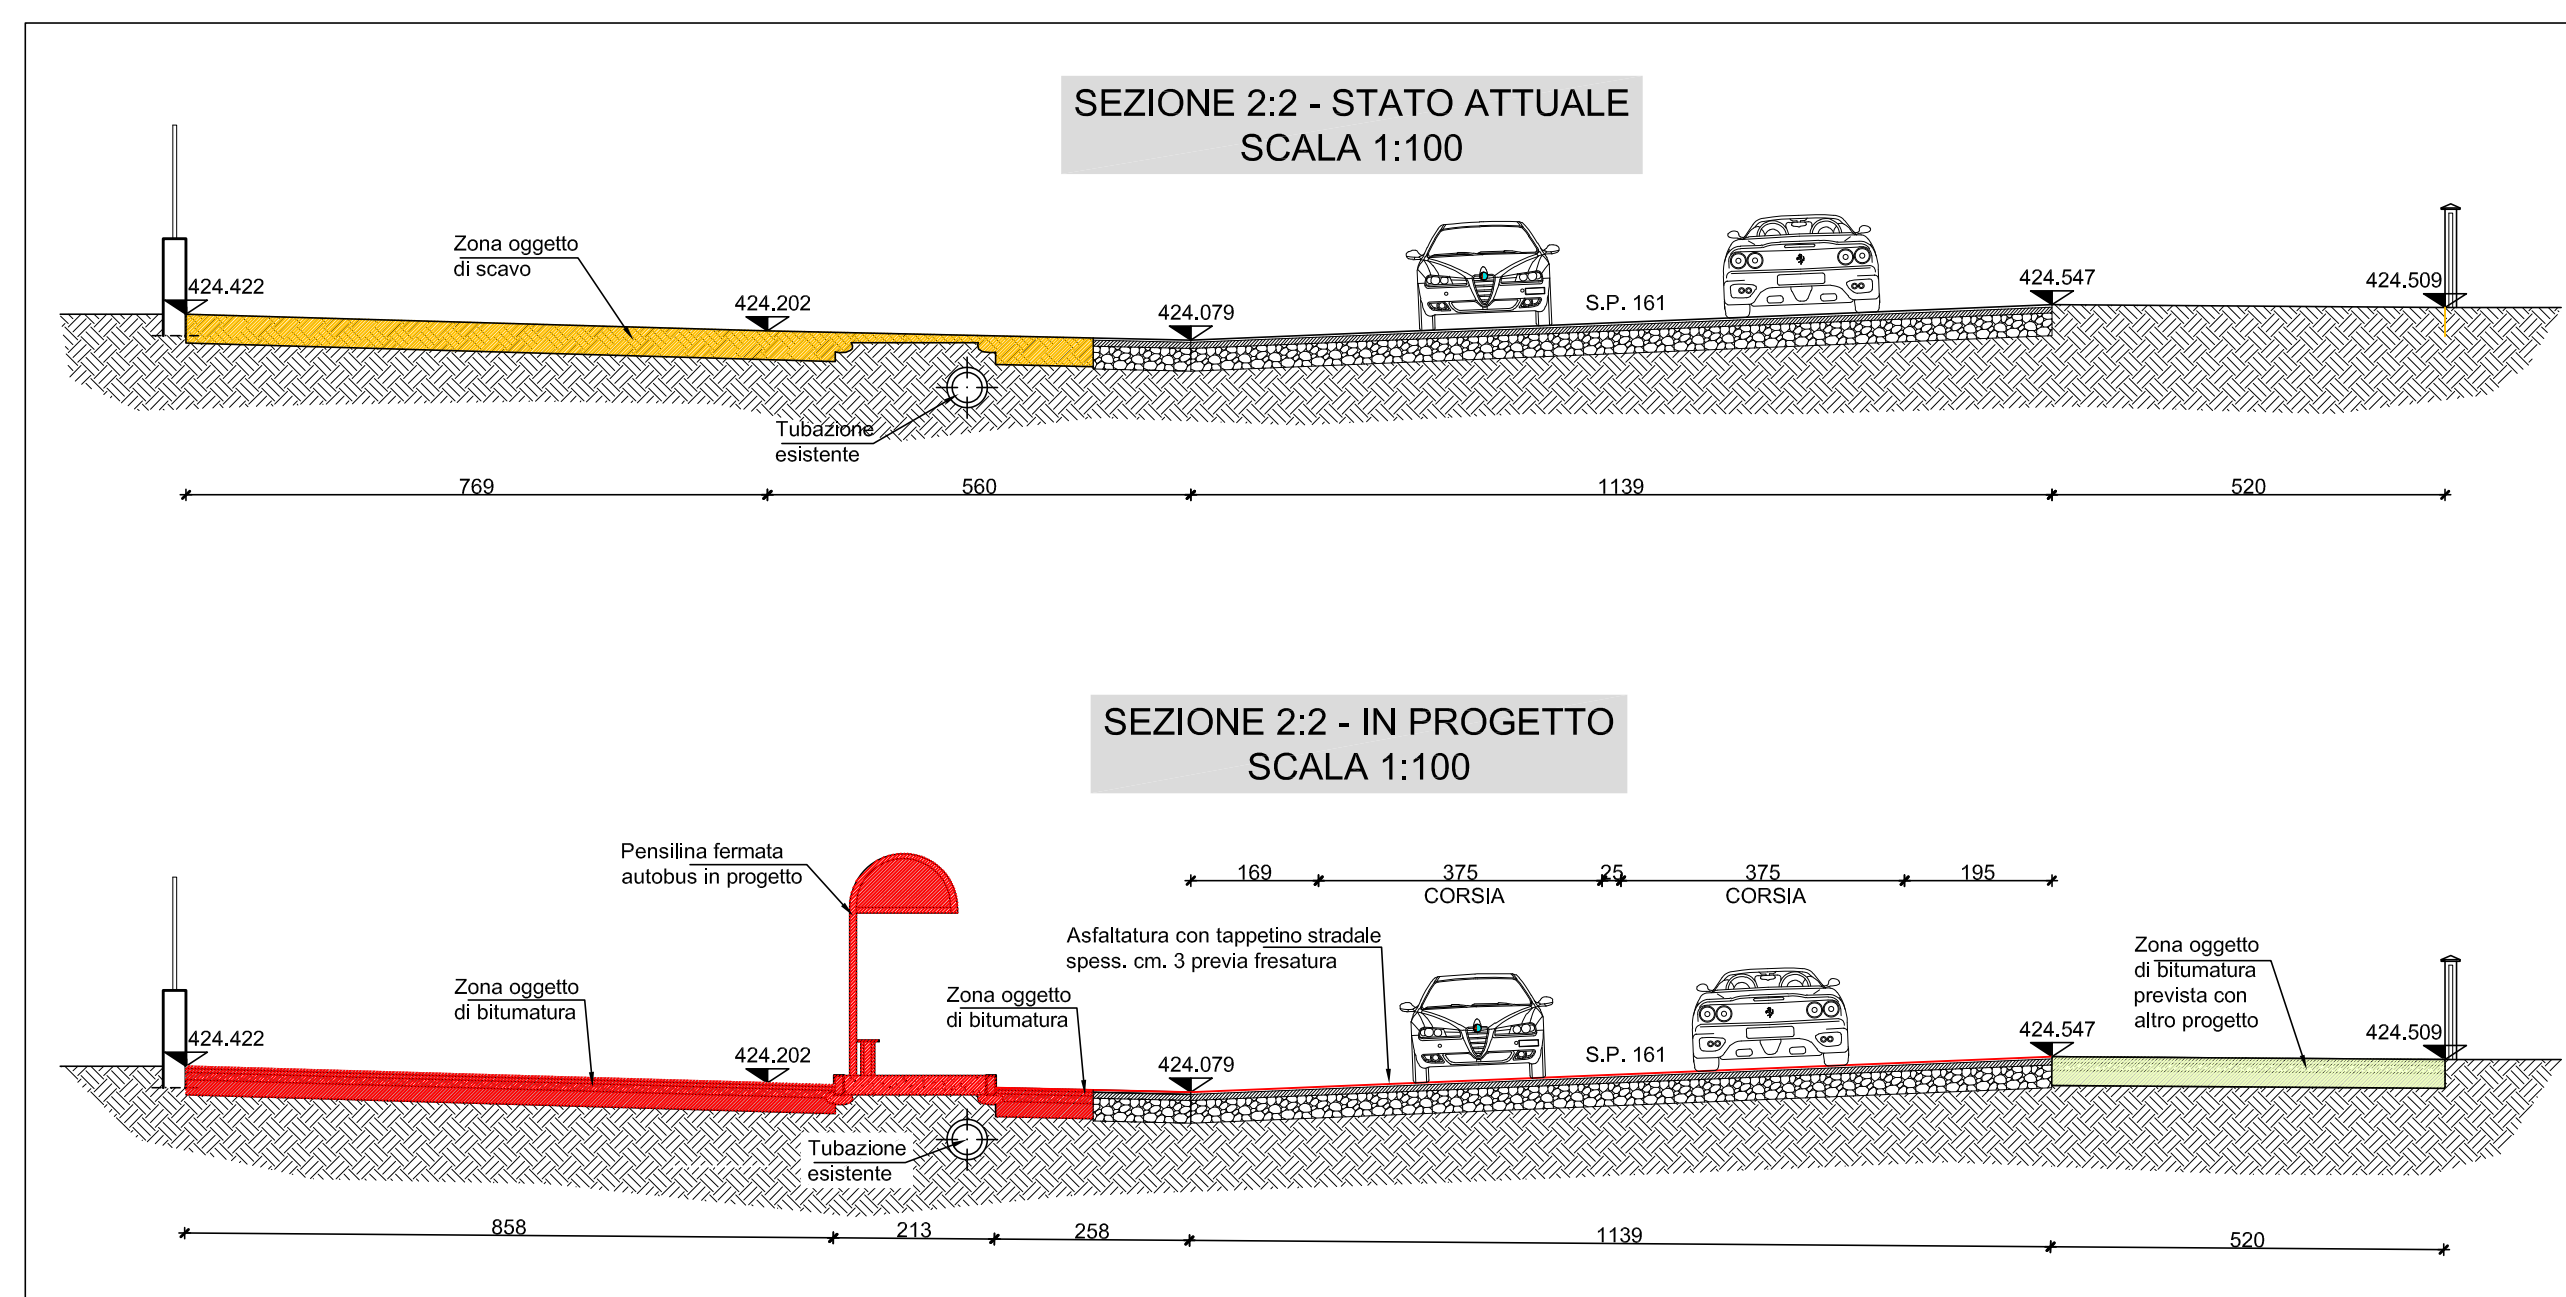 SEZIONE 2:2 - STATO ATTUALE
SCALA 1:100
Zona oggetto
di scavo
424.422
424.202
424.079
S.P. 161
424.547
424.509
Tubazione
esistente
769
560
1139
520
SEZIONE 2:2 - IN PROGETTO
SCALA 1:100
Pensilina fermata
autobus in progetto
169
375
CORSIA
25
375
CORSIA
195
Asfaltatura con tappetino stradale
spess. cm. 3 previa fresatura
Zona oggetto
di bitumatura
prevista con
altro progetto
Zona oggetto
di bitumatura
Zona oggetto
di bitumatura
424.422
424.202
424.079
S.P. 161
424.547
424.509
Tubazione
esistente
858
213
258
1139
520